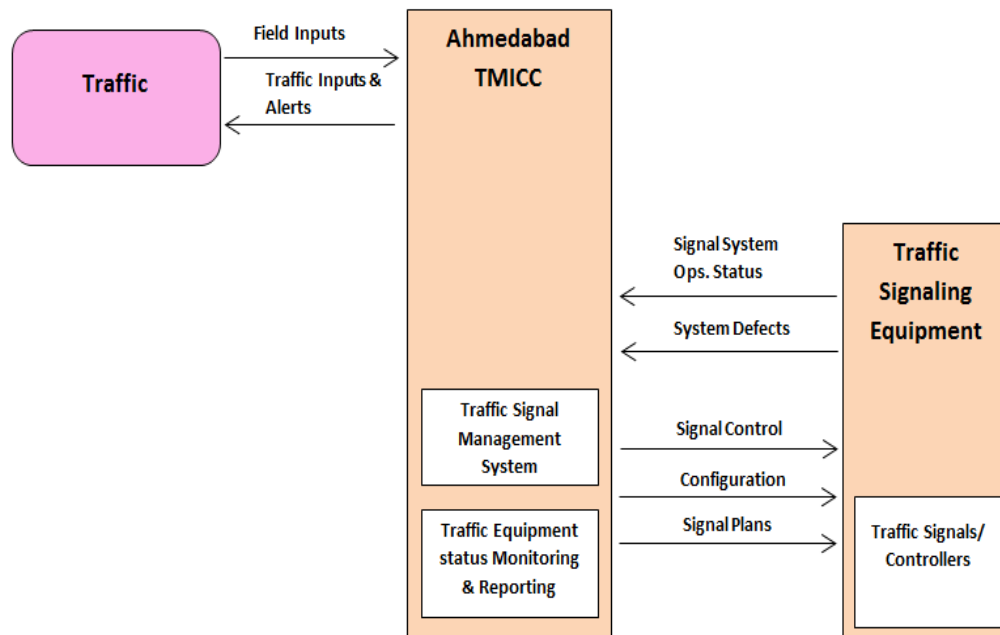 Traffic
Field Inputs
Traffic Inputs &
Alerts
Ahmedabad
TMICC
Signal System
Ops. Status
System Defects
Traffic
Signaling
Equipment
Traffic Signal
Management
System
Signal Control
Configuration
Signal Plans
Traffic Equipment
status Monitoring
& Reporting
Traffic Signals/
Controllers